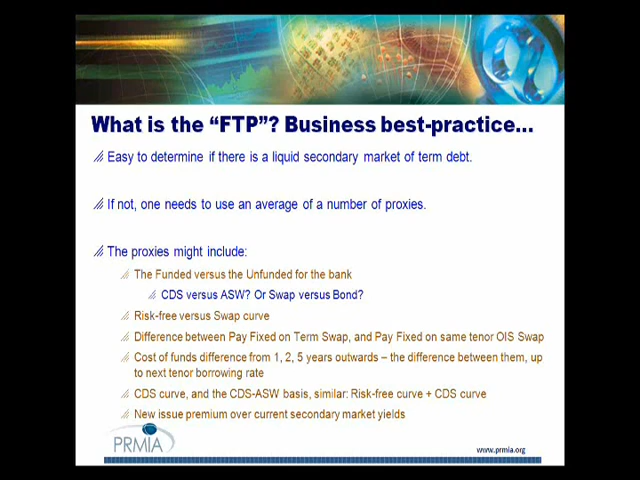 What is the “FTP”? Business best-practice…
Easy to determine if there is a liquid secondary market of term debt.
If not, one needs to use an average of a number of proxies.
The proxies might include:
The Funded versus the Unfunded for the bank
CDS versus ASW? Or Swap versus Bond?
Risk-free versus Swap curve
Difference between Pay Fixed on Term Swap, and Pay Fixed on same tenor OIS Swap
Cost of funds difference from 1, 2, 5 years outwards – the difference between them, up
to next tenor borrowing rate
CDS curve, and the CDS-ASW basis, similar: Risk-free curve + CDS curve
New issue premium over current secondary market yields
PRMIA
www.prmia.org